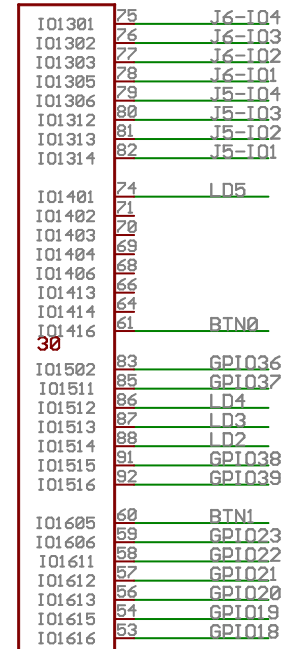 IO1301 75 J6-IO4
IO1302 76 J6-IO3
IO1303 77 J6-IO2
IO1305 78 J6-IO1
IO1306 79 J5-IO4
IO1312 80 J5-IO3
IO1313 81 J5-IO2
IO1314 82 J5-IO1
IO1401 74 LD5
IO1402 71
IO1403 70
IO1404 69
IO1406 68
IO1413 66
IO1414 64
IO1416 61 BTN0
30
IO1502 83 GPIO36
IO1511 85 GPIO37
IO1512 86 LD4
IO1513 87 LD3
IO1514 88 LD2
IO1515 91 GPIO38
IO1516 92 GPIO39
IO1605 60 BTN1
IO1606 59 GPIO23
IO1611 58 GPIO22
IO1612 57 GPIO21
IO1613 56 GPIO20
IO1615 54 GPIO19
IO1616 53 GPIO18